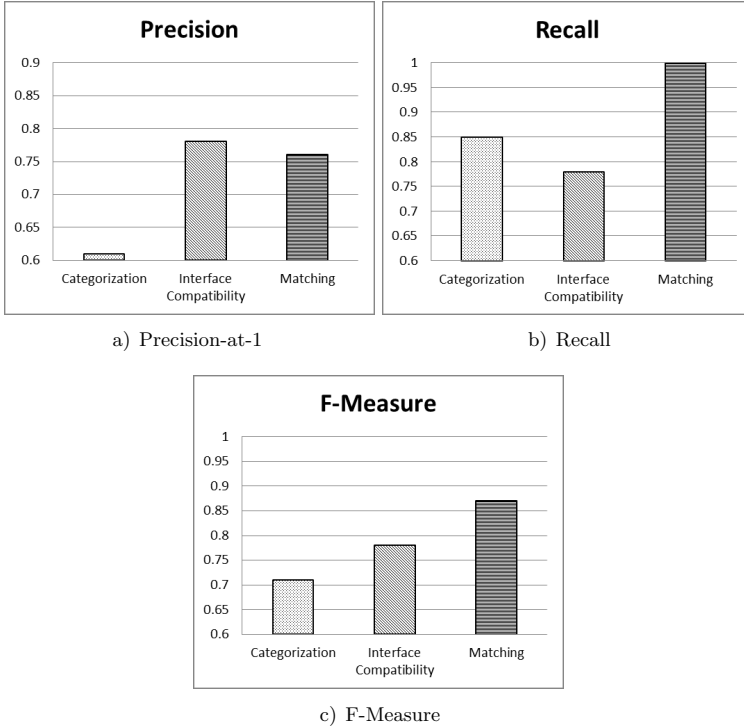 Precision
0.9
0.85
0.8
0.75
0.7
0.65
0.6
Categorization Interface Matching
Compatibility
a) Precision-at-1
Recall
1
0.95
0.9
0.85
0.8
0.75
0.7
0.65
0.6
Categorization Interface Matching
Compatibility
b) Recall
F-Measure
1
0.95
0.9
0.85
0.8
0.75
0.7
0.65
0.6
Categorization Interface Matching
Compatibility
c) F-Measure